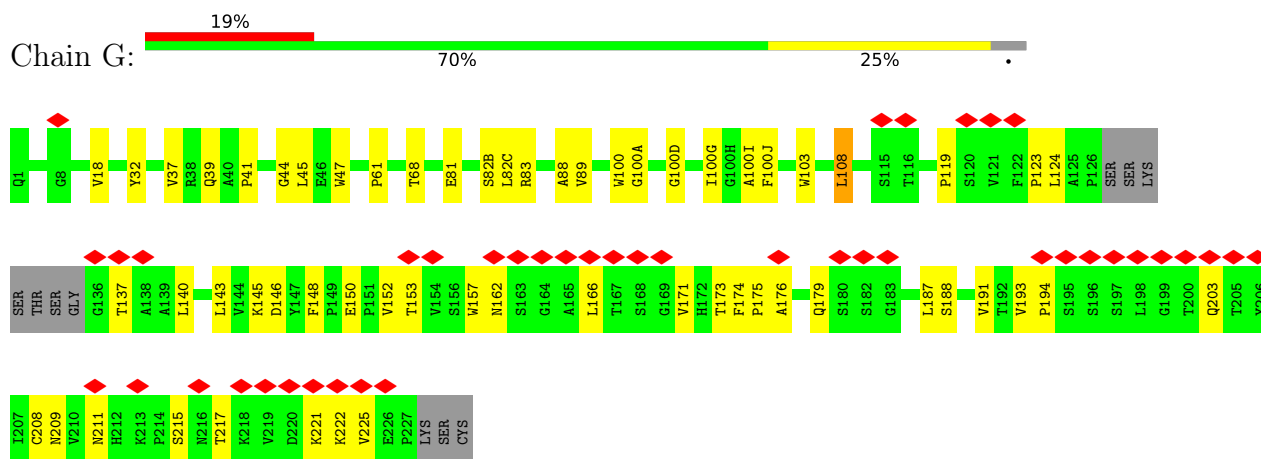 19%
Chain G:
70% 25% .
Q1 G8 V18 Y32 V37 R38 Q39 A40 P41 G44 L45 E46 W47 P61 T68 E81 S82B L82C R83 A88 V89 W100 G100A G100D I100G G100H A100I F100J W103 L108 S115 T116 P119 S120 V121 F122 P123 L124 A125 P126 SER SER LYS
SER THR SER GLY G136 T137 A138 A139 L140 L143 V144 K145 D146 Y147 F148 P149 E150 P151 V152 T153 V154 S156 W157 N162 S163 G164 A165 L166 T167 S168 G169 V171 H172 T173 F174 P175 A176 Q179 S180 S182 G183 L187 S188 V191 T192 V193 P194 S195 S196 S197 L198 G199 T200 Q203 T205 Y206
I207 C208 N209 V210 N211 H212 K213 P214 S215 N216 T217 K218 V219 D220 K221 K222 V225 E226 P227 LYS SER CYS